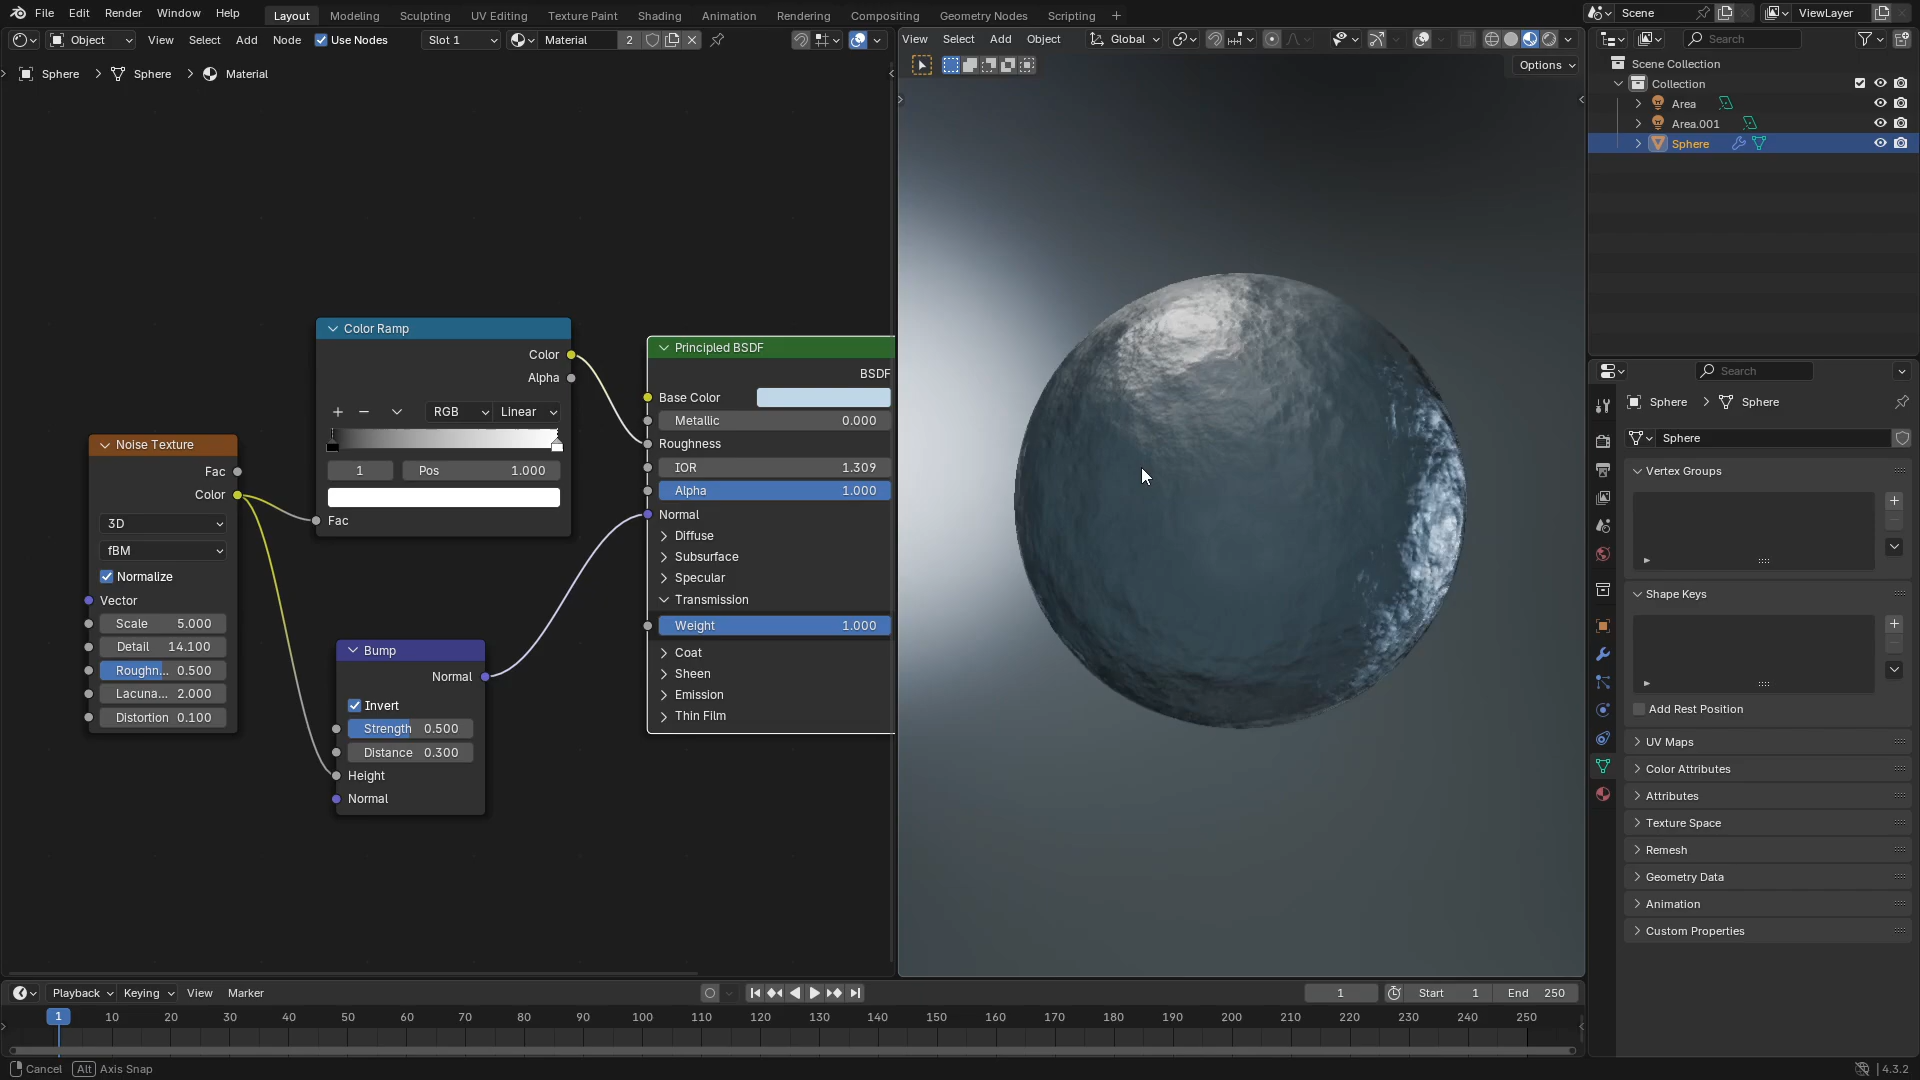 File Edit Render Window Help Layout Modeling Sculpting UV Editing Texture Paint Shading Animation Rendering Compositing Geometry Nodes Scripting + Scene ViewLayer
Object View Select Add Node Use Nodes Slot 1 Material 2
View Select Add Object Global
Search
Sphere > Sphere > Material
Options
Scene Collection
Collection
Area
Area.001
Sphere
Color Ramp
Color
Alpha
RGB Linear
1 Pos 1.000
Fac
Noise Texture
Fac
Color
3D
fBM
Normalize
Vector
Scale 5.000
Detail 14.100
Roughn... 0.500
Lacuna... 2.000
Distortion 0.100
Bump
Normal
Invert
Strength 0.500
Distance 0.300
Height
Normal
Principled BSDF
BSDF
Base Color
Metallic 0.000
Roughness
IOR 1.309
Alpha 1.000
Normal
Diffuse
Subsurface
Specular
Transmission
Weight 1.000
Coat
Sheen
Emission
Thin Film
Search
Sphere > Sphere
Sphere
Vertex Groups
Shape Keys
Add Rest Position
UV Maps
Color Attributes
Attributes
Texture Space
Remesh
Geometry Data
Animation
Custom Properties
Playback Keying View Marker
1 Start 1 End 250
1 10 20 30 40 50 60 70 80 90 100 110 120 130 140 150 160 170 180 190 200 210 220 230 240 250
Cancel Alt Axis Snap
4.3.2